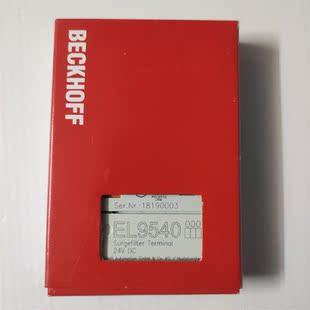 BECKHOFF
Ser.Nr.:18190003
EL9540
Surgefilter Terminal
24V DC